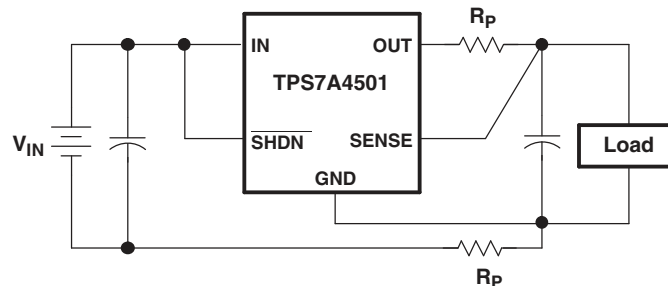 R_P
IN
OUT
TPS7A4501
V_IN
SHDN
SENSE
Load
GND
R_P